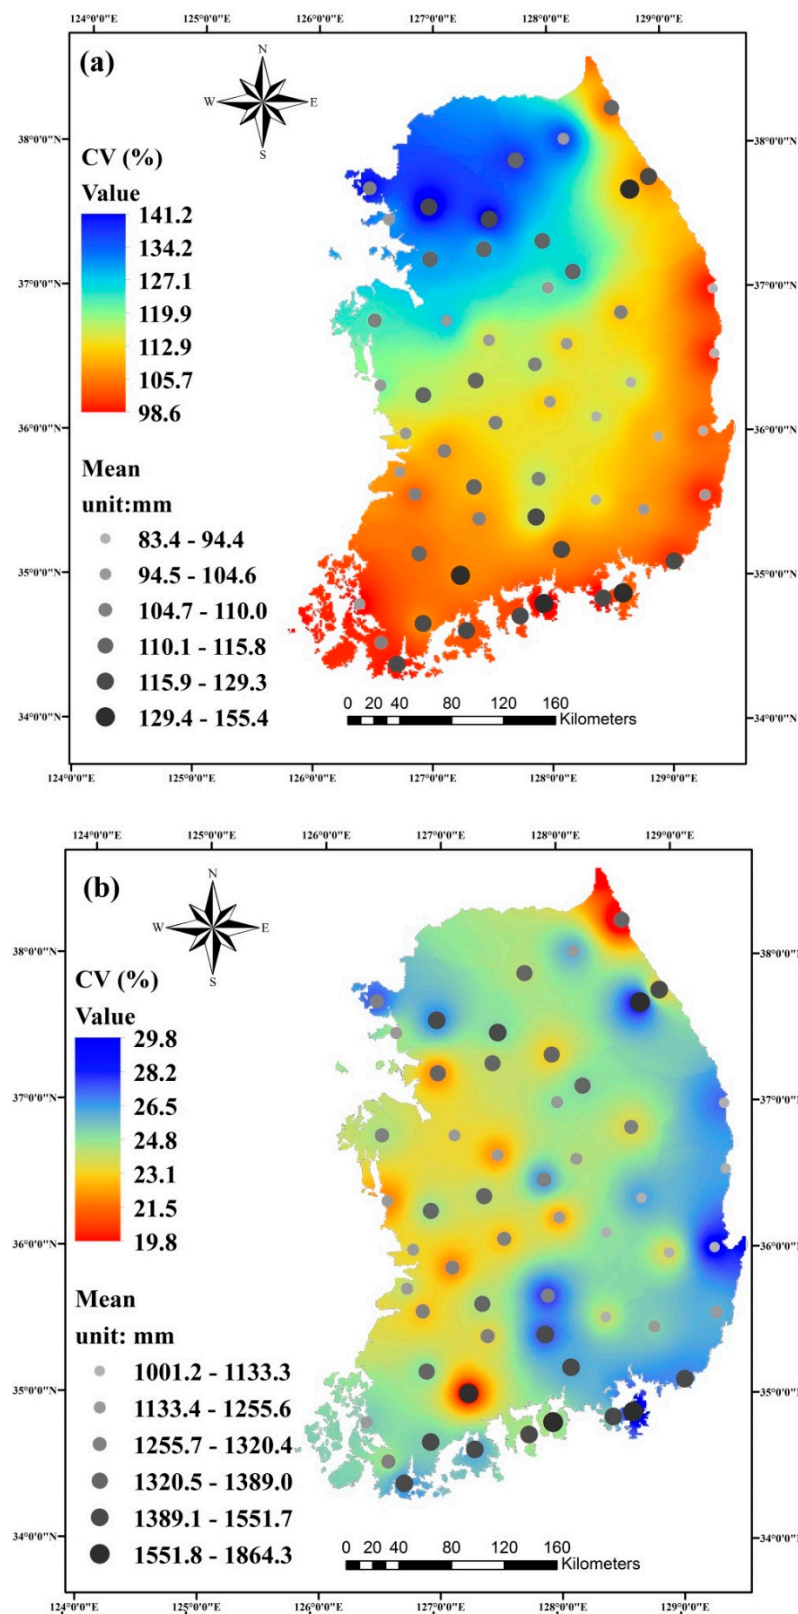 124°0'0"E 125°0'0"E 126°0'0"E 127°0'0"E 128°0'0"E 129°0'0"E
(a)
N
W E
S
38°0'0"N 38°0'0"N
CV (%)
Value
141.2
134.2
127.1
119.9
112.9
105.7
98.6
37°0'0"N 37°0'0"N
36°0'0"N 36°0'0"N
Mean
unit:mm
83.4 - 94.4
94.5 - 104.6
104.7 - 110.0
110.1 - 115.8
115.9 - 129.3
129.4 - 155.4
35°0'0"N 35°0'0"N
34°0'0"N 34°0'0"N
0 20 40 80 120 160
Kilometers
124°0'0"E 125°0'0"E 126°0'0"E 127°0'0"E 128°0'0"E 129°0'0"E
124°0'0"E 125°0'0"E 126°0'0"E 127°0'0"E 128°0'0"E 129°0'0"E
(b)
N
W E
S
38°0'0"N 38°0'0"N
CV (%)
Value
29.8
28.2
26.5
24.8
23.1
21.5
19.8
37°0'0"N 37°0'0"N
36°0'0"N 36°0'0"N
Mean
unit: mm
1001.2 - 1133.3
1133.4 - 1255.6
1255.7 - 1320.4
1320.5 - 1389.0
1389.1 - 1551.7
1551.8 - 1864.3
35°0'0"N 35°0'0"N
34°0'0"N 34°0'0"N
0 20 40 80 120 160
Kilometers
124°0'0"E 125°0'0"E 126°0'0"E 127°0'0"E 128°0'0"E 129°0'0"E